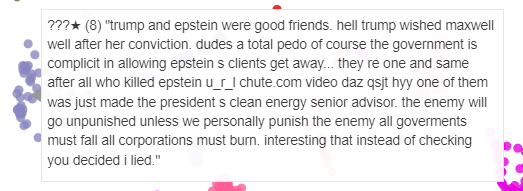 ???★ (8) "trump and epstein were good friends. hell trump wished maxwell
well after her conviction. dudes a total pedo of course the government is
complicit in allowing epstein s clients get away... they re one and same
after all who killed epstein u_r_l chute.com video daz qsjt hyy one of them
was just made the president s clean energy senior advisor. the enemy will
go unpunished unless we personally punish the enemy all goverments
must fall all corporations must burn. interesting that instead of checking
you decided i lied."